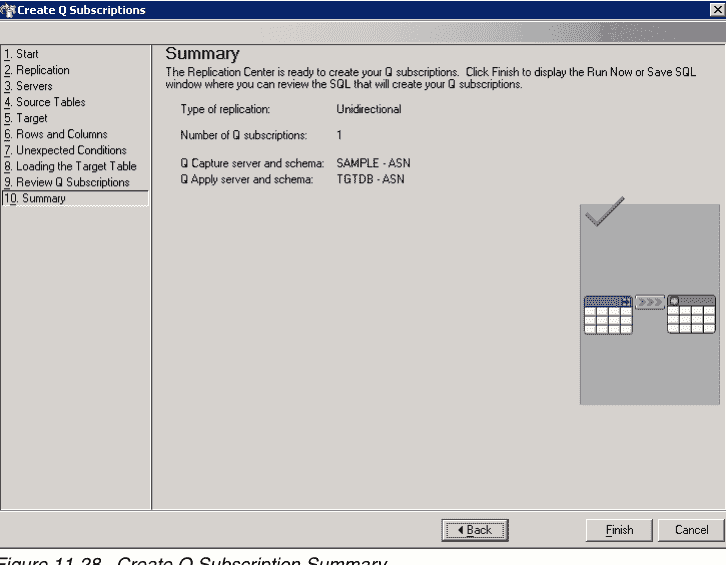 Create Q Subscriptions
1. Start
2. Replication
3. Servers
4. Source Tables
5. Target
6. Rows and Columns
7. Unexpected Conditions
8. Loading the Target Table
9. Review Q Subscriptions
10. Summary
Summary
The Replication Center is ready to create your Q subscriptions. Click Finish to display the Run Now or Save SQL
window where you can review the SQL that will create your Q subscriptions.
Type of replication: Unidirectional
Number of Q subscriptions: 1
Q Capture server and schema: SAMPLE - ASN
Q Apply server and schema: TGTDB - ASN
Back
Finish
Cancel
Figure 11-28 Create Q Subscription Summary